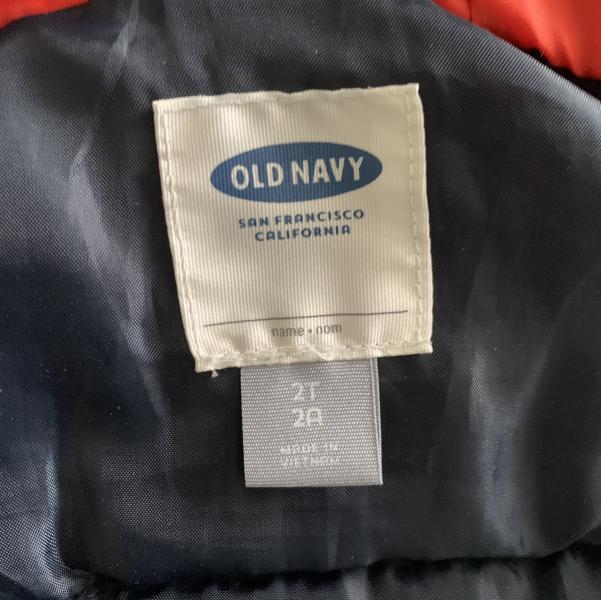 OLD NAVY
SAN FRANCISCO
CALIFORNIA
name • nom
2T
2A
MADE IN
VIETNAM